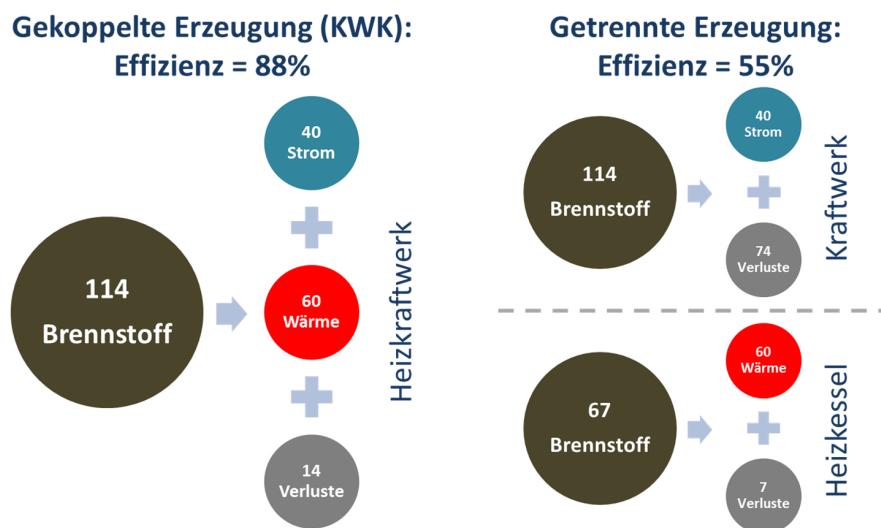 Gekoppelte Erzeugung (KWK):
Effizienz = 88%
114
Brennstoff
40
Strom
60
Wärme
14
Verluste
Heizkraftwerk
Getrennte Erzeugung:
Effizienz = 55%
114
Brennstoff
40
Strom
74
Verluste
Kraftwerk
67
Brennstoff
60
Wärme
7
Verluste
Heizkessel